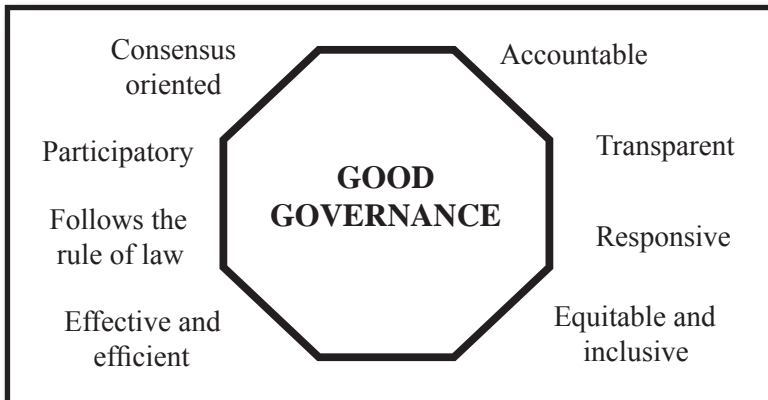 Consensus
oriented
Accountable
Participatory
Transparent
GOOD
GOVERNANCE
Follows the
rule of law
Responsive
Effective and
efficient
Equitable and
inclusive